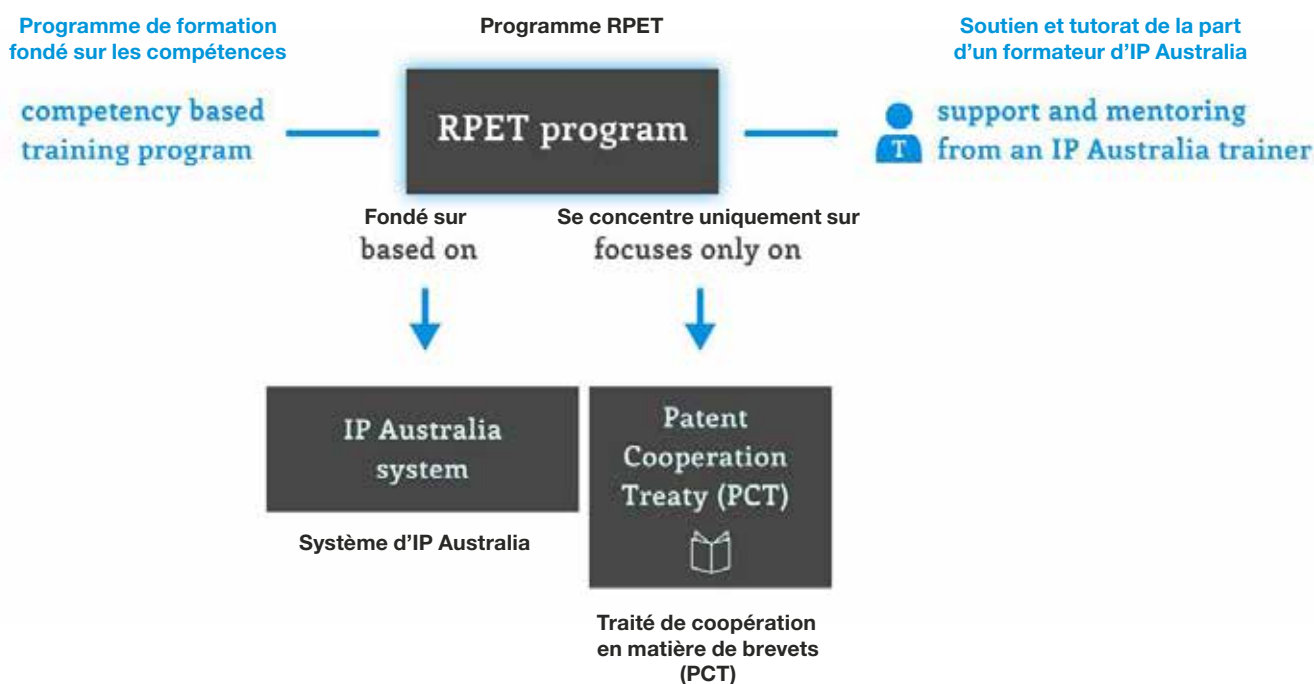 Programme de formation
fondé sur les compétences
Programme RPET
Soutien et tutorat de la part
d’un formateur d’IP Australia
competency based
training program
RPET program
T
support and mentoring
from an IP Australia trainer
Fondé sur
based on
Se concentre uniquement sur
focuses only on
IP Australia
system
Système d’IP Australia
Patent
Cooperation
Treaty (PCT)
Traité de coopération
en matière de brevets
(PCT)